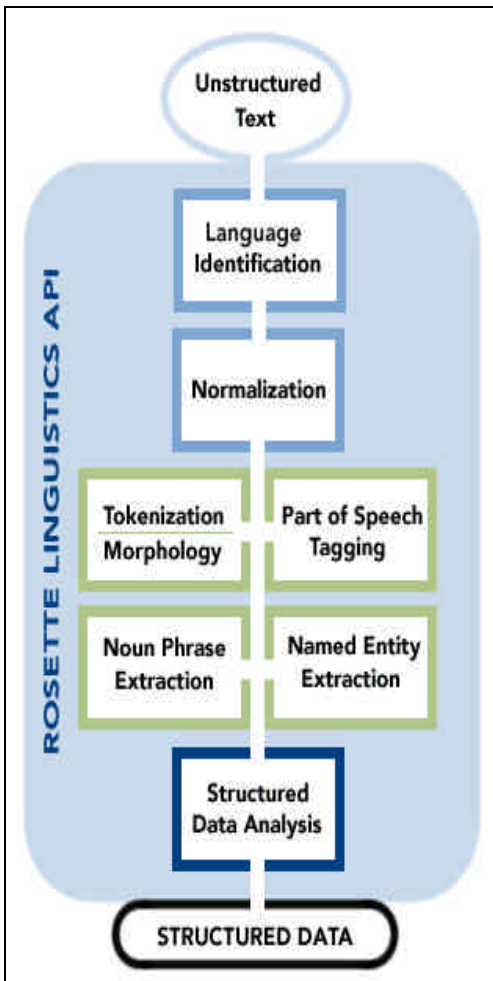 Unstructured
Text
ROSETTE LINGUISTICS API
Language
Identification
Normalization
Tokenization
Morphology
Part of Speech
Tagging
Noun Phrase
Extraction
Named Entity
Extraction
Structured
Data Analysis
STRUCTURED DATA